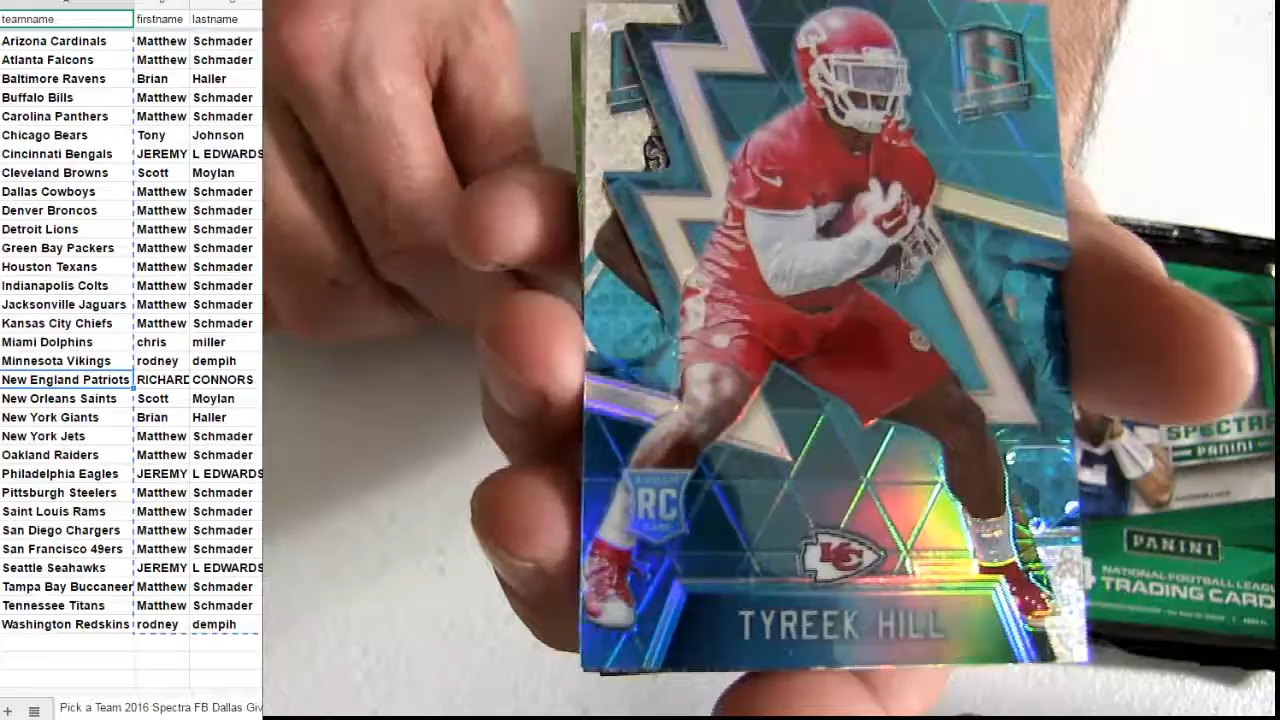 teamname firstname lastname
Arizona Cardinals Matthew Schmader
Atlanta Falcons Matthew Schmader
Baltimore Ravens Brian Haller
Buffalo Bills Matthew Schmader
Carolina Panthers Matthew Schmader
Chicago Bears Tony Johnson
Cincinnati Bengals JEREMY L EDWARDS
Cleveland Browns Scott Moylan
Dallas Cowboys Matthew Schmader
Denver Broncos Matthew Schmader
Detroit Lions Matthew Schmader
Green Bay Packers Matthew Schmader
Houston Texans Matthew Schmader
Indianapolis Colts Matthew Schmader
Jacksonville Jaguars Matthew Schmader
Kansas City Chiefs Matthew Schmader
Miami Dolphins chris miller
Minnesota Vikings rodney dempih
New England Patriots RICHARD CONNORS
New Orleans Saints Scott Moylan
New York Giants Brian Haller
New York Jets Matthew Schmader
Oakland Raiders Matthew Schmader
Philadelphia Eagles JEREMY L EDWARDS
Pittsburgh Steelers Matthew Schmader
Saint Louis Rams Matthew Schmader
San Diego Chargers Matthew Schmader
San Francisco 49ers Matthew Schmader
Seattle Seahawks JEREMY L EDWARDS
Tampa Bay Buccaneer Matthew Schmader
Tennessee Titans Matthew Schmader
Washington Redskins rodney dempih
Pick a Team 2016 Spectra FB Dallas Giv
S
RC
KC
TYREEK HILL
SPECTRA
PANINI
PANINI
NATIONAL FOOTBALL LEAGU
TRADING CARD